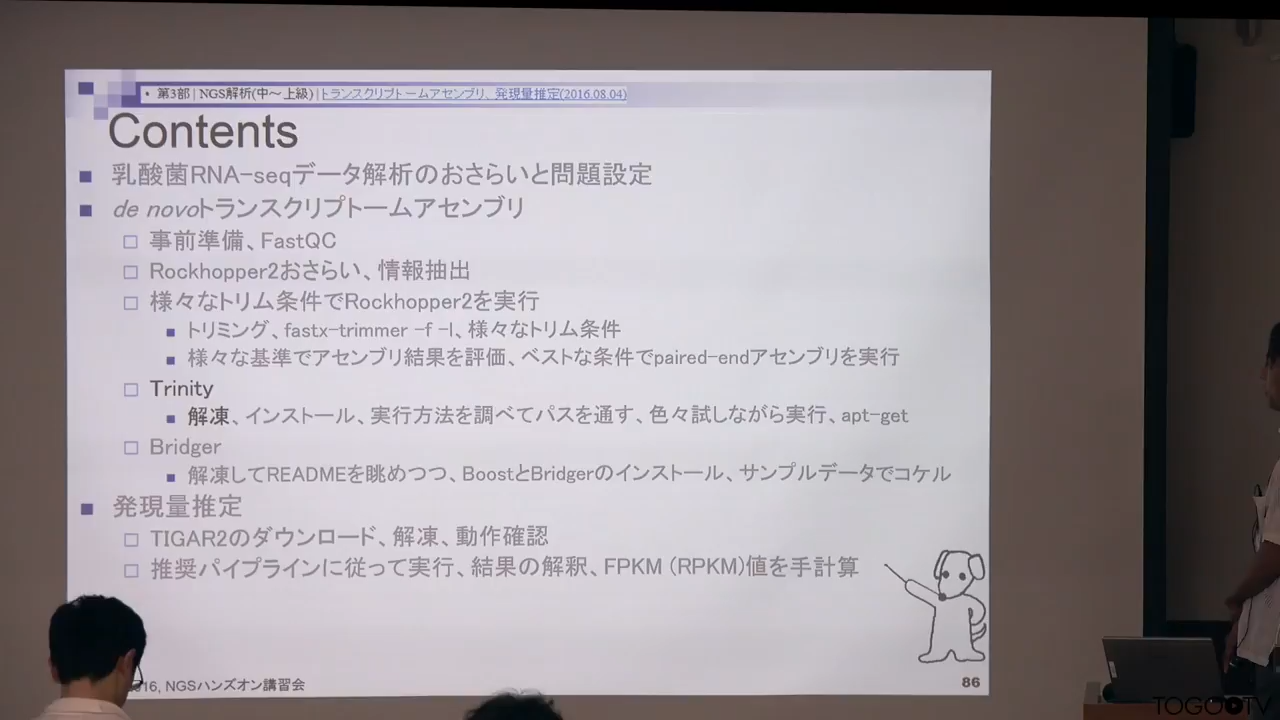 • 第3部 | NGS解析(中～上級) | トランスクリプトームアセンブリ、発現量推定(2016.08.04)
Contents
乳酸菌RNA-seqデータ解析のおさらいと問題設定
de novoトランスクリプトームアセンブリ
事前準備、FastQC
Rockhopper2おさらい、情報抽出
様々なトリム条件でRockhopper2を実行
トリミング、fastx-trimmer -f -l、様々なトリム条件
様々な基準でアセンブリ結果を評価、ベストな条件でpaired-endアセンブリを実行
Trinity
解凍、インストール、実行方法を調べてパスを通す、色々試しながら実行、apt-get
Bridger
解凍してREADMEを眺めつつ、BoostとBridgerのインストール、サンプルデータでコケル
発現量推定
TIGAR2のダウンロード、解凍、動作確認
推奨パイプラインに従って実行、結果の解釈、FPKM (RPKM)値を手計算
16, NGSハンズオン講習会
86
TOGOTV